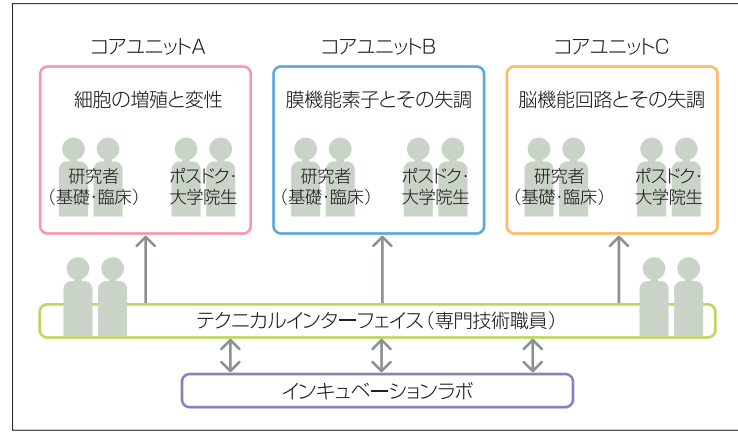 コアユニットA
コアユニットB
コアユニットC
細胞の増殖と変性
膜機能素子とその失調
脳機能回路とその失調
研究者
(基礎・臨床)
ポスドク・
大学院生
研究者
(基礎・臨床)
ポスドク・
大学院生
研究者
(基礎・臨床)
ポスドク・
大学院生
テクニカルインターフェイス(専門技術職員)
インキュベーションラボ